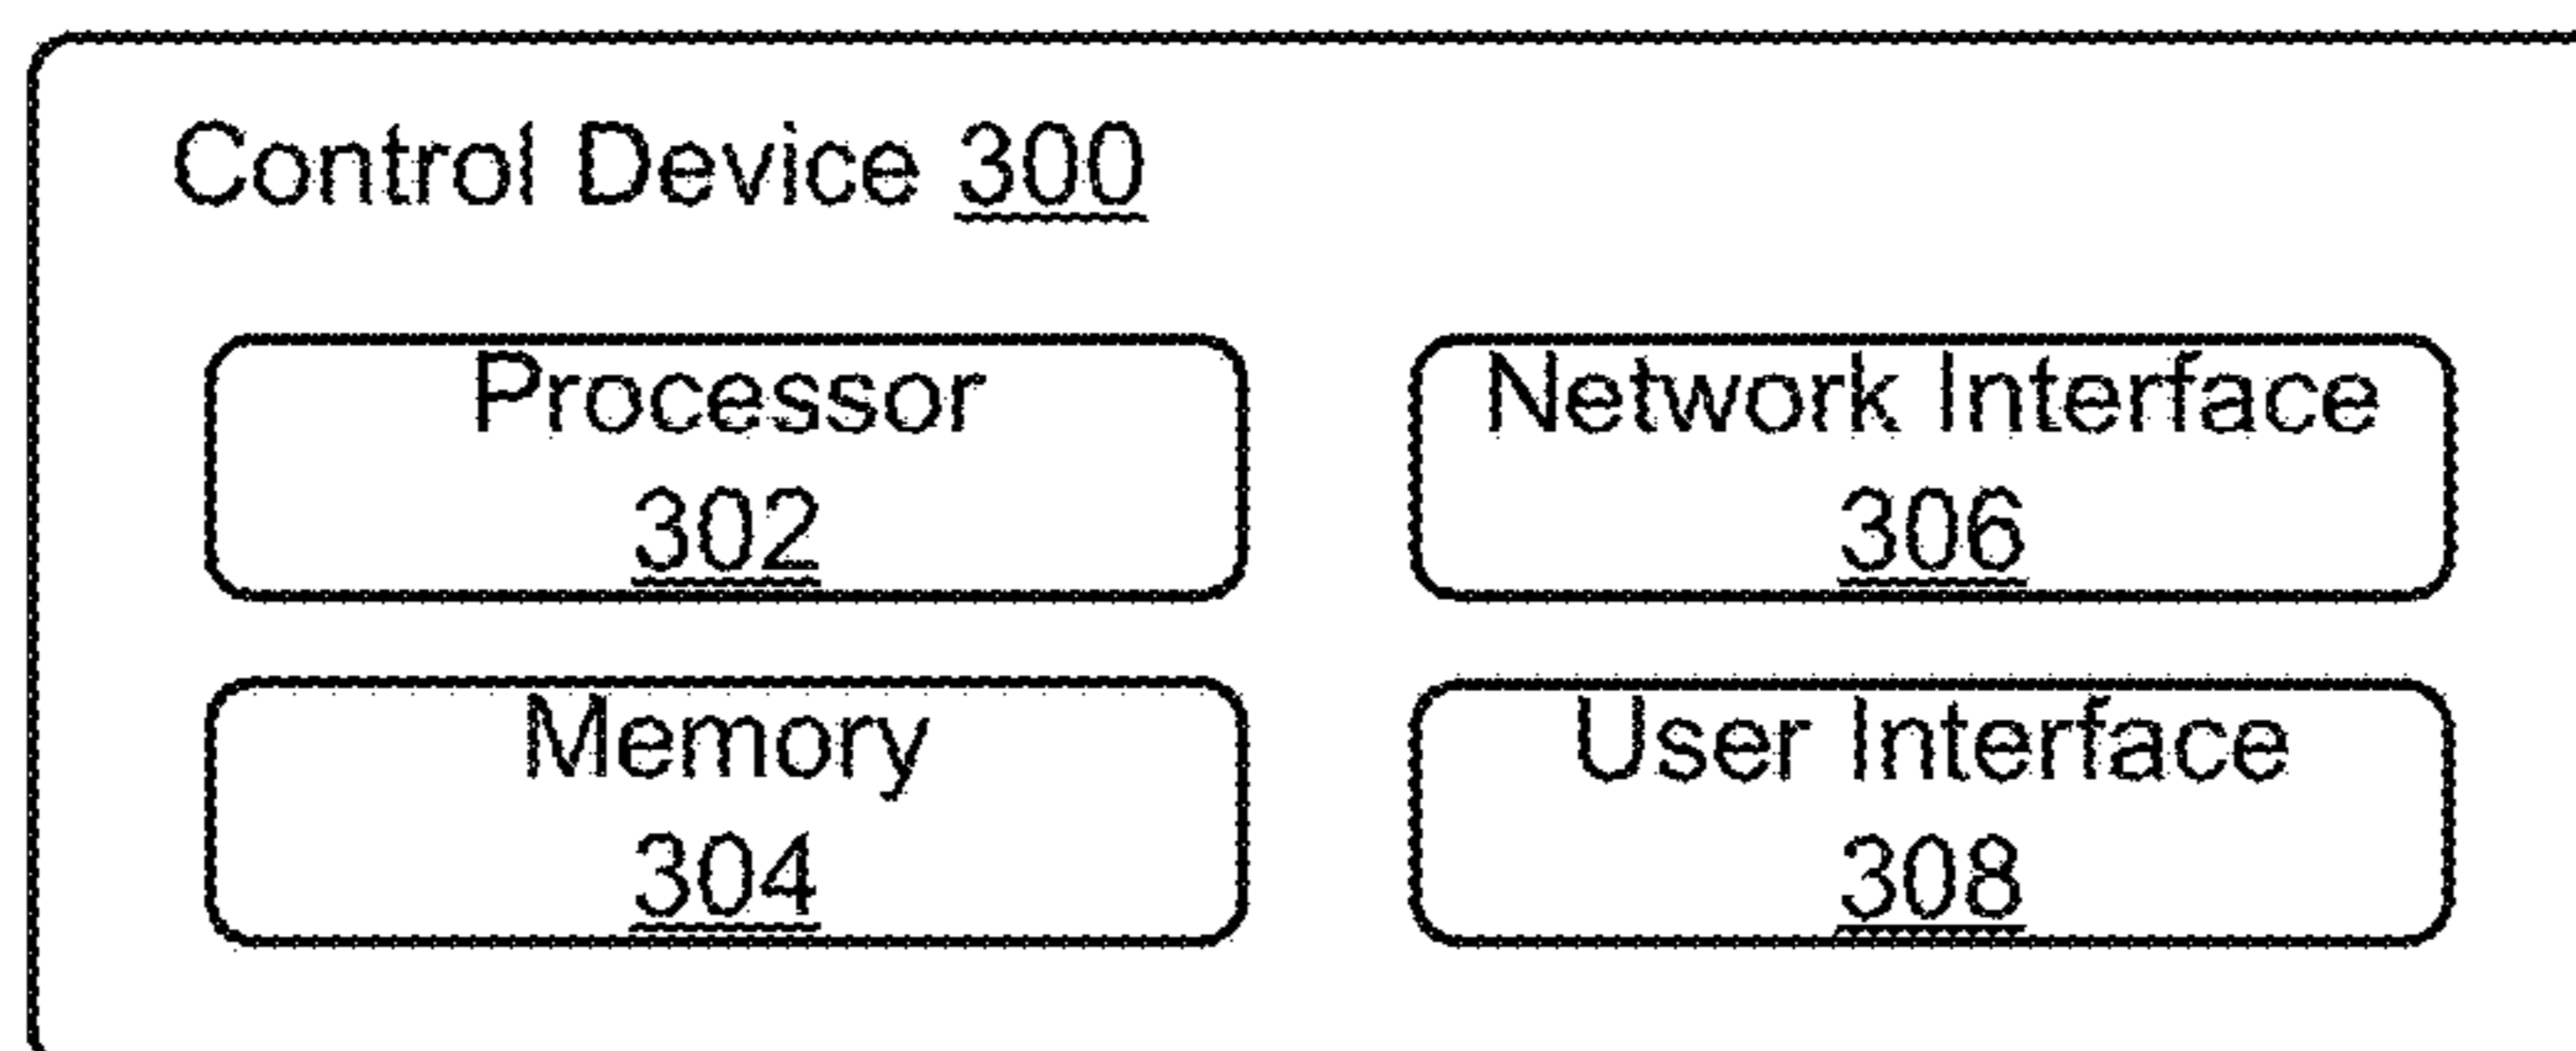 Control Device 300
Processor
302
Network Interface
306
Memory
304
User Interface
308